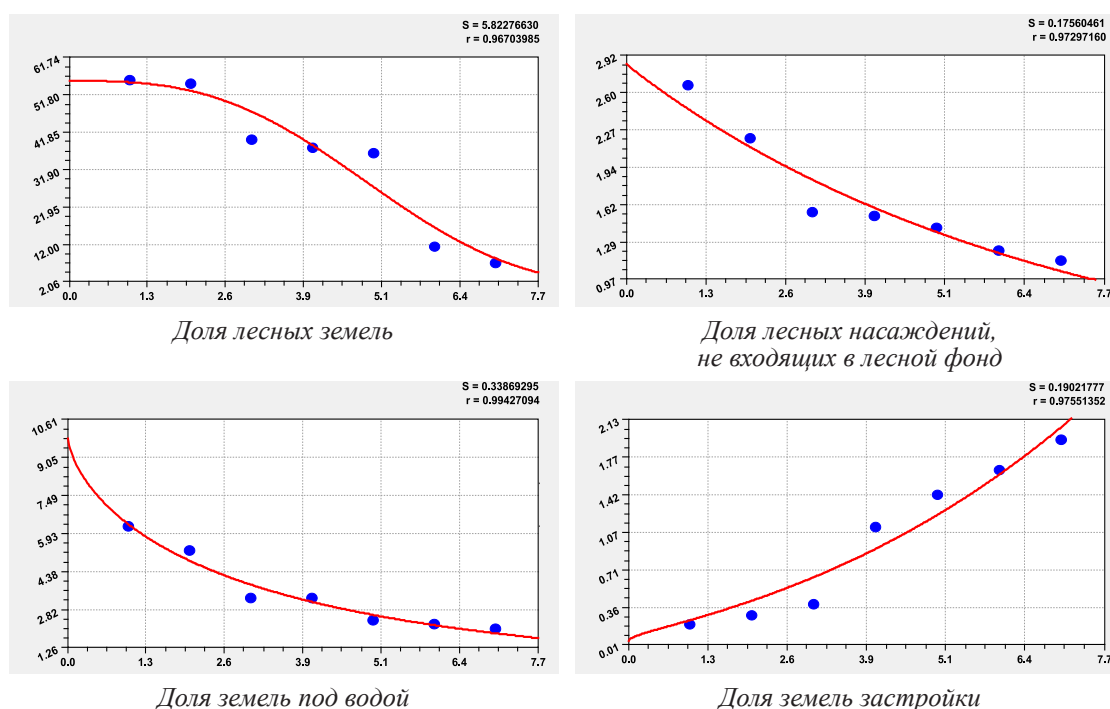 S = 5.82276630
r = 0.96703985
61.74
51.80
41.85
31.90
21.95
12.00
2.06
0.0 1.3 2.6 3.9 5.1 6.4 7.7
Доля лесных земель
S = 0.17560461
r = 0.97297160
2.92
2.60
2.27
1.94
1.62
1.29
0.97
0.0 1.3 2.6 3.9 5.1 6.4 7.7
Доля лесных насаждений,
не входящих в лесной фонд
S = 0.33869295
r = 0.99427094
10.61
9.05
7.49
5.93
4.38
2.82
1.26
0.0 1.3 2.6 3.9 5.1 6.4 7.7
Доля земель под водой
S = 0.19021777
r = 0.97551352
2.13
1.77
1.42
1.07
0.71
0.36
0.01
0.0 1.3 2.6 3.9 5.1 6.4 7.7
Доля земель застройки